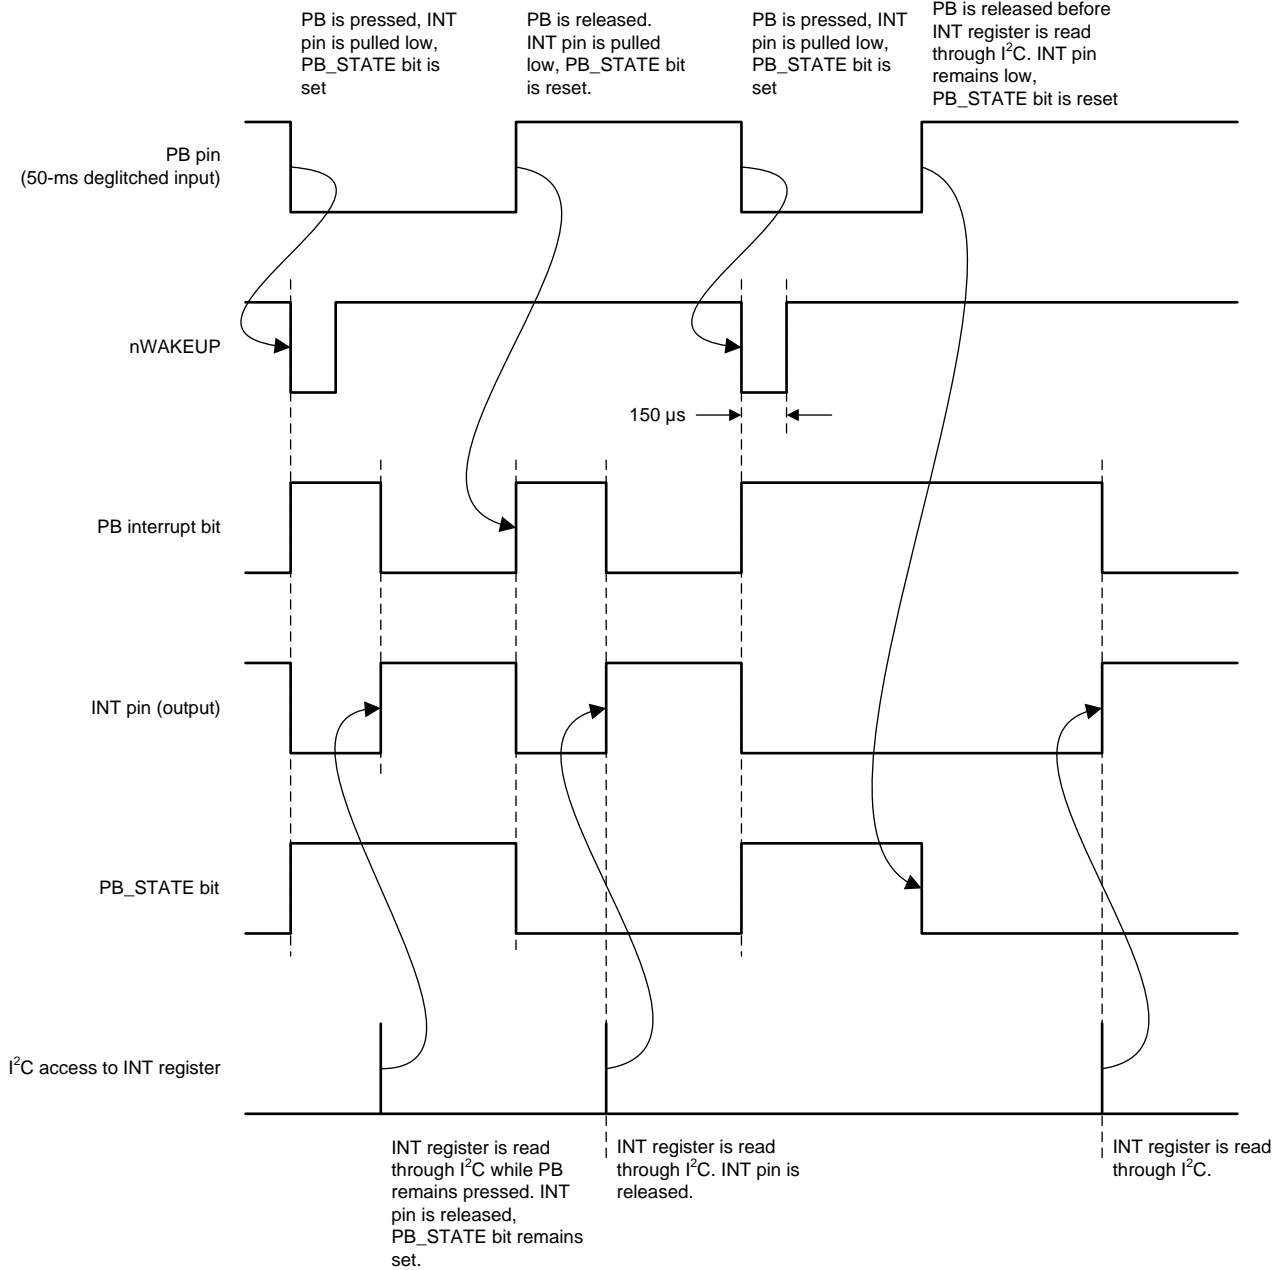 PB is pressed, INT
pin is pulled low,
PB_STATE bit is
set
PB is released.
INT pin is pulled
low, PB_STATE bit
is reset.
PB is pressed, INT
pin is pulled low,
PB_STATE bit is
set
PB is released before
INT register is read
through I²C. INT pin
remains low,
PB_STATE bit is reset
PB pin
(50-ms deglitched input)
nWAKEUP
150 µs
PB interrupt bit
INT pin (output)
PB_STATE bit
I²C access to INT register
INT register is read
through I²C while PB
remains pressed. INT
pin is released,
PB_STATE bit remains
set.
INT register is read
through I²C. INT pin is
released.
INT register is read
through I²C.